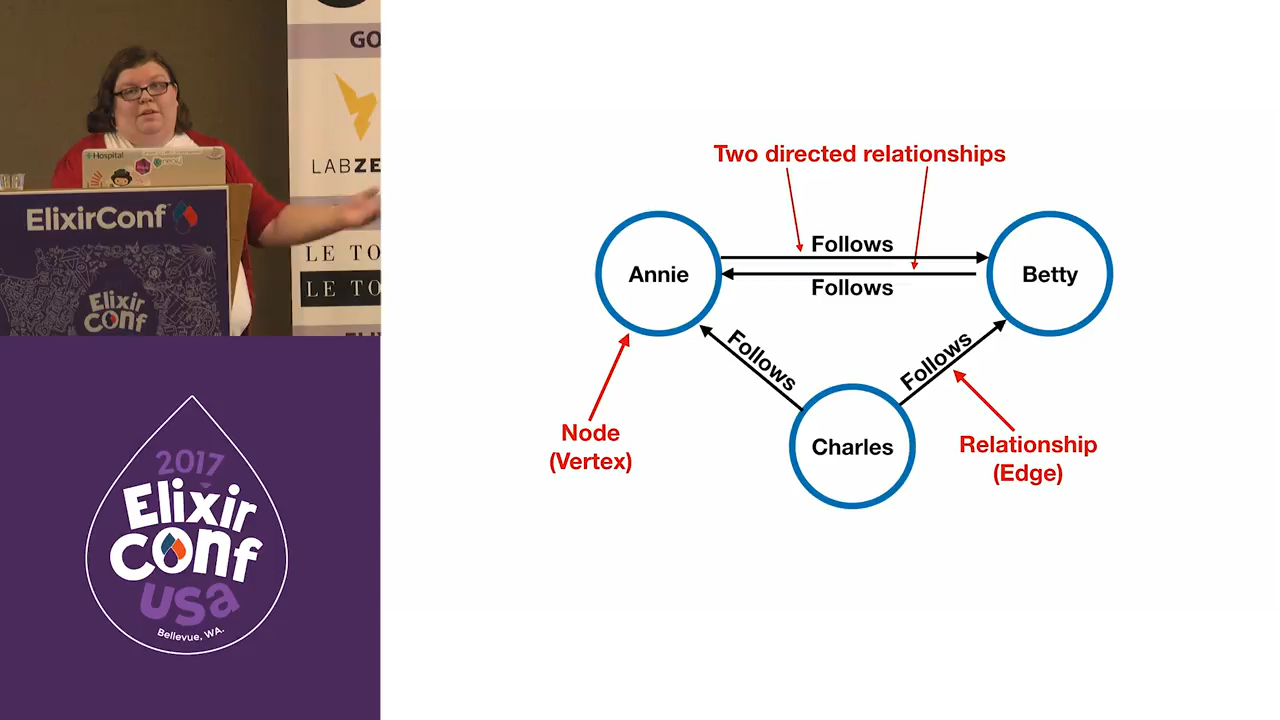 GO
LABZE
LE TO
LE TO
Hospital
ElixirConf
Elixir
Conf
2017
Elixir
Conf
USA
Bellevue, WA.
Two directed relationships
Follows
Annie
Betty
Follows
Follows
Follows
Charles
Node
(Vertex)
Relationship
(Edge)